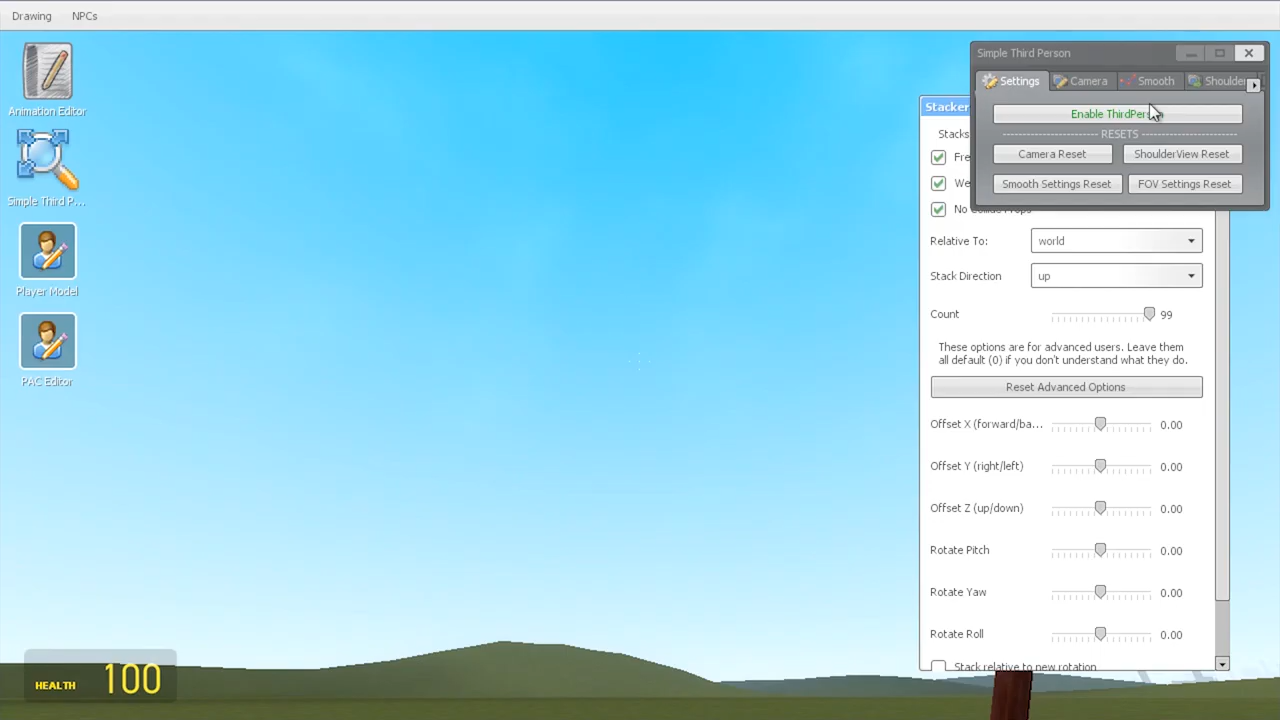 Drawing NPCs
Animation Editor
Simple Third P...
Player Model
PAC Editor
Simple Third Person
Settings Camera Smooth Shoulder
Enable
RESETS
Camera Reset ShoulderView Reset
Smooth Settings Reset FOV Settings Reset
Stacker
Stacks
No Collide Props
Relative To: world
Stack Direction up
Count 99
These options are for advanced users. Leave them
all default (0) if you don't understand what they do.
Reset Advanced Options
Offset X (forward/ba... 0.00
Offset Y (right/left) 0.00
Offset Z (up/down) 0.00
Rotate Pitch 0.00
Rotate Yaw 0.00
Rotate Roll 0.00
Stack relative to new rotation
HEALTH 100